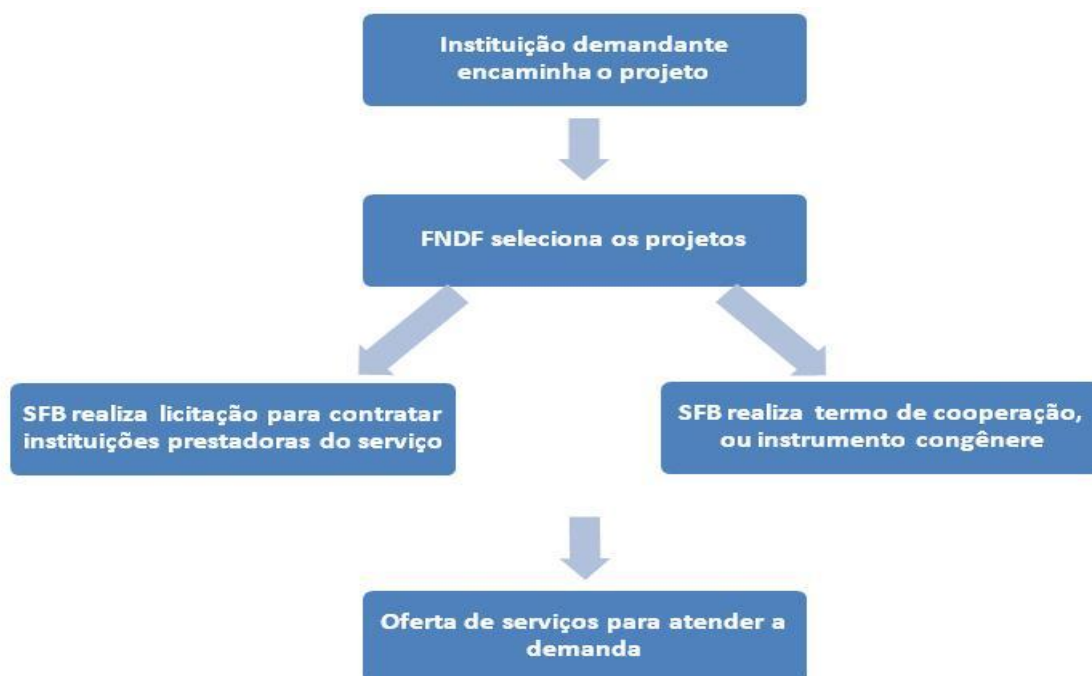 Instituição demandante
encaminha o projeto
FNDF seleciona os projetos
SFB realiza licitação para contratar
instituições prestadoras do serviço
SFB realiza termo de cooperação,
ou instrumento congênere
Oferta de serviços para atender a
demanda